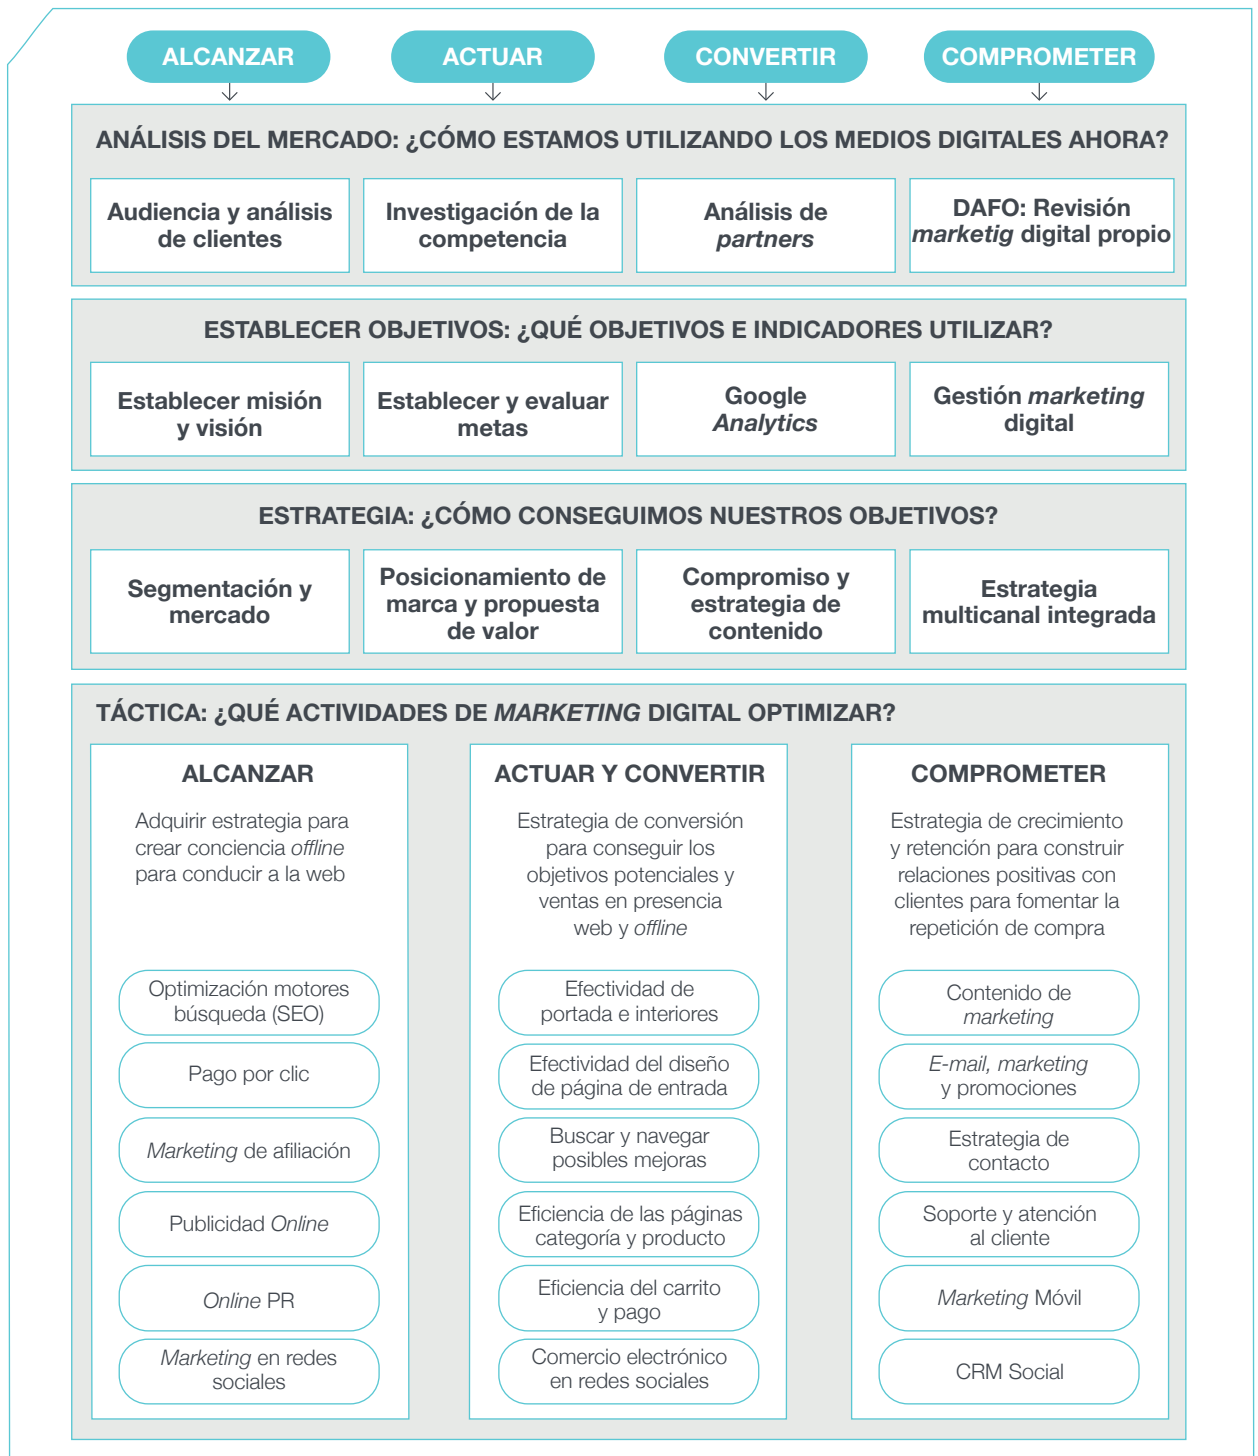 ALCANZAR
ACTUAR
CONVERTIR
COMPROMETER
ANÁLISIS DEL MERCADO: ¿CÓMO ESTAMOS UTILIZANDO LOS MEDIOS DIGITALES AHORA?
Audiencia y análisis
de clientes
Investigación de la
competencia
Análisis de
partners
DAFO: Revisión
marketig digital propio
ESTABLECER OBJETIVOS: ¿QUÉ OBJETIVOS E INDICADORES UTILIZAR?
Establecer misión
y visión
Establecer y evaluar
metas
Google
Analytics
Gestión marketing
digital
ESTRATEGIA: ¿CÓMO CONSEGUIMOS NUESTROS OBJETIVOS?
Segmentación y
mercado
Posicionamiento de
marca y propuesta
de valor
Compromiso y
estrategia de
contenido
Estrategia
multicanal integrada
TÁCTICA: ¿QUÉ ACTIVIDADES DE MARKETING DIGITAL OPTIMIZAR?
ALCANZAR
Adquirir estrategia para
crear conciencia offline
para conducir a la web
Optimización motores
búsqueda (SEO)
Pago por clic
Marketing de afiliación
Publicidad Online
Online PR
Marketing en redes
sociales
ACTUAR Y CONVERTIR
Estrategia de conversión
para conseguir los
objetivos potenciales y
ventas en presencia
web y offline
Efectividad de
portada e interiores
Efectividad del diseño
de página de entrada
Buscar y navegar
posibles mejoras
Eficiencia de las páginas
categoría y producto
Eficiencia del carrito
y pago
Comercio electrónico
en redes sociales
COMPROMETER
Estrategia de crecimiento
y retención para construir
relaciones positivas con
clientes para fomentar la
repetición de compra
Contenido de
marketing
E-mail, marketing
y promociones
Estrategia de
contacto
Soporte y atención
al cliente
Marketing Móvil
CRM Social